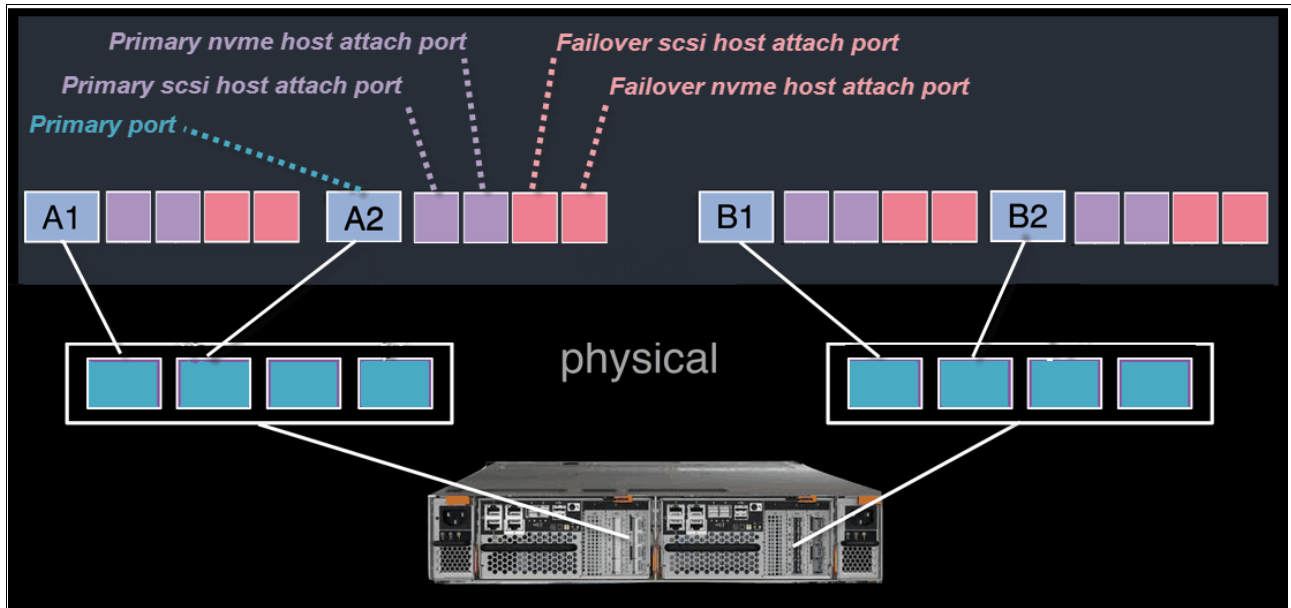 Primary nvme host attach port
Failover scsi host attach port
Primary scsi host attach port
Failover nvme host attach port
Primary port
A1
A2
B1
B2
physical